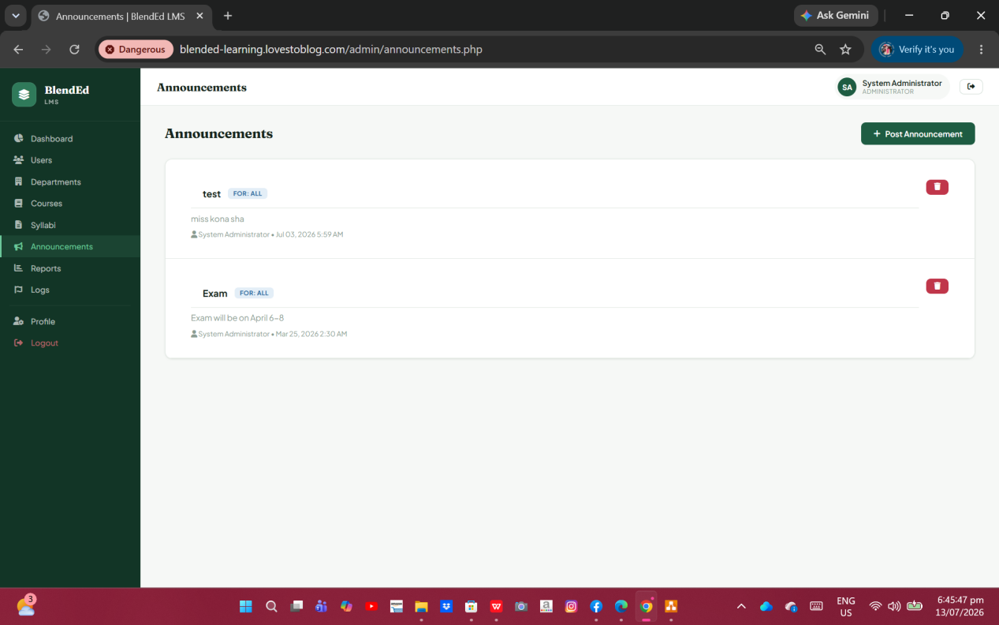 Announcements | BlendEd LMS
Ask Gemini
Dangerous
blended-learning.lovestoblog.com/admin/announcements.php
Verify it's you
BlendEd
LMS
Announcements
SA
System Administrator
ADMINISTRATOR
Dashboard
Users
Departments
Courses
Syllabi
Announcements
Reports
Logs
Profile
Logout
Announcements
+ Post Announcement
test FOR: ALL
miss kona sha
System Administrator • Jul 03, 2026 5:59 AM
Exam FOR: ALL
Exam will be on April 6-8
System Administrator • Mar 25, 2026 2:30 AM
3
ENG
US
6:45:47 pm
13/07/2026